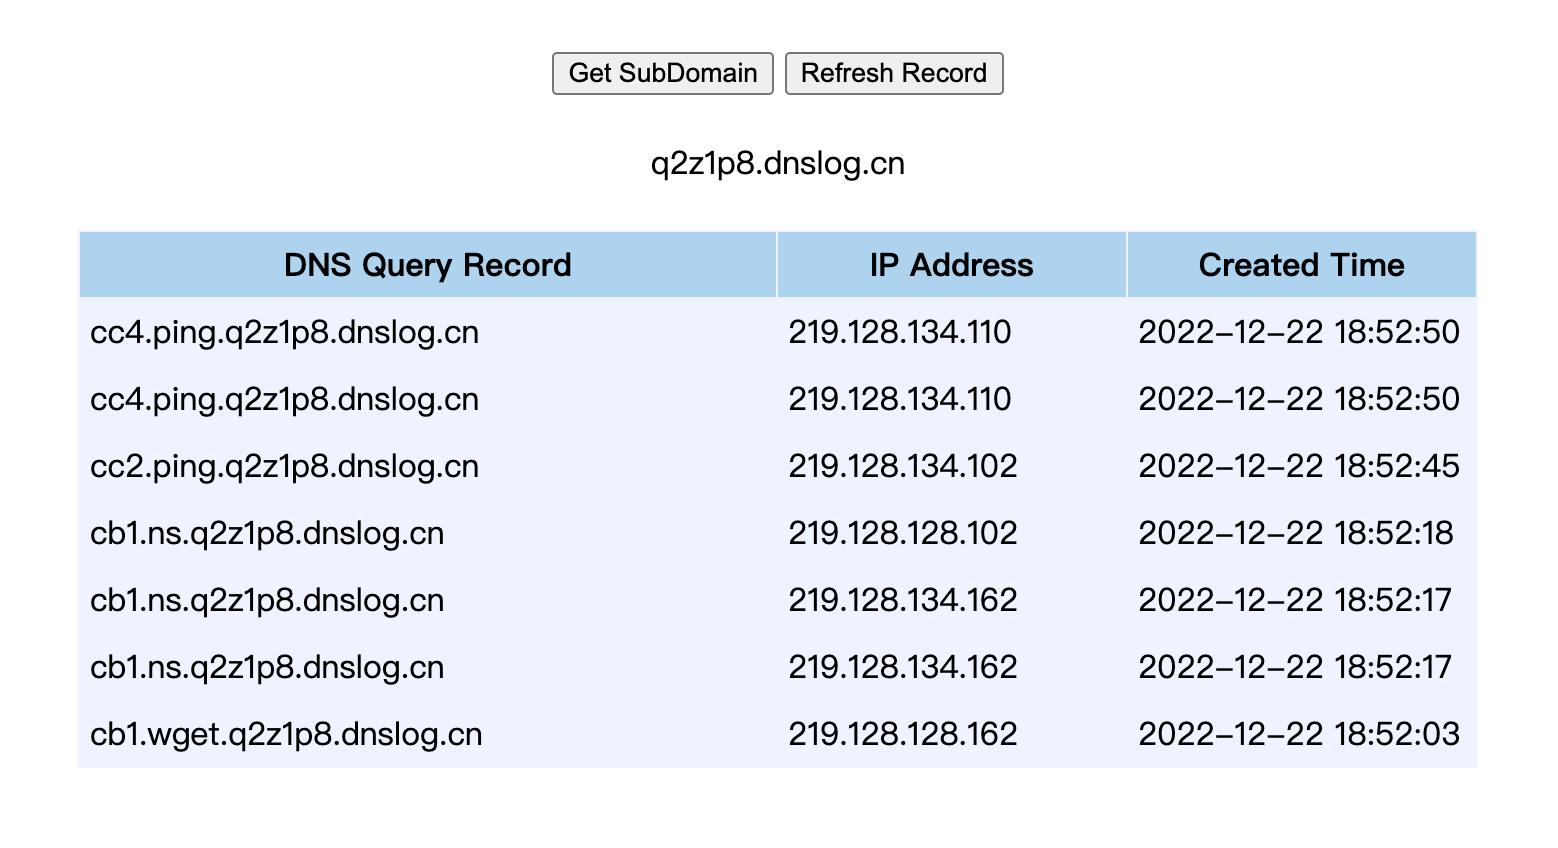 Get SubDomain Refresh Record
q2z1p8.dnslog.cn
DNS Query Record IP Address Created Time
cc4.ping.q2z1p8.dnslog.cn 219.128.134.110 2022-12-22 18:52:50
cc4.ping.q2z1p8.dnslog.cn 219.128.134.110 2022-12-22 18:52:50
cc2.ping.q2z1p8.dnslog.cn 219.128.134.102 2022-12-22 18:52:45
cb1.ns.q2z1p8.dnslog.cn 219.128.128.102 2022-12-22 18:52:18
cb1.ns.q2z1p8.dnslog.cn 219.128.134.162 2022-12-22 18:52:17
cb1.ns.q2z1p8.dnslog.cn 219.128.134.162 2022-12-22 18:52:17
cb1.wget.q2z1p8.dnslog.cn 219.128.128.162 2022-12-22 18:52:03